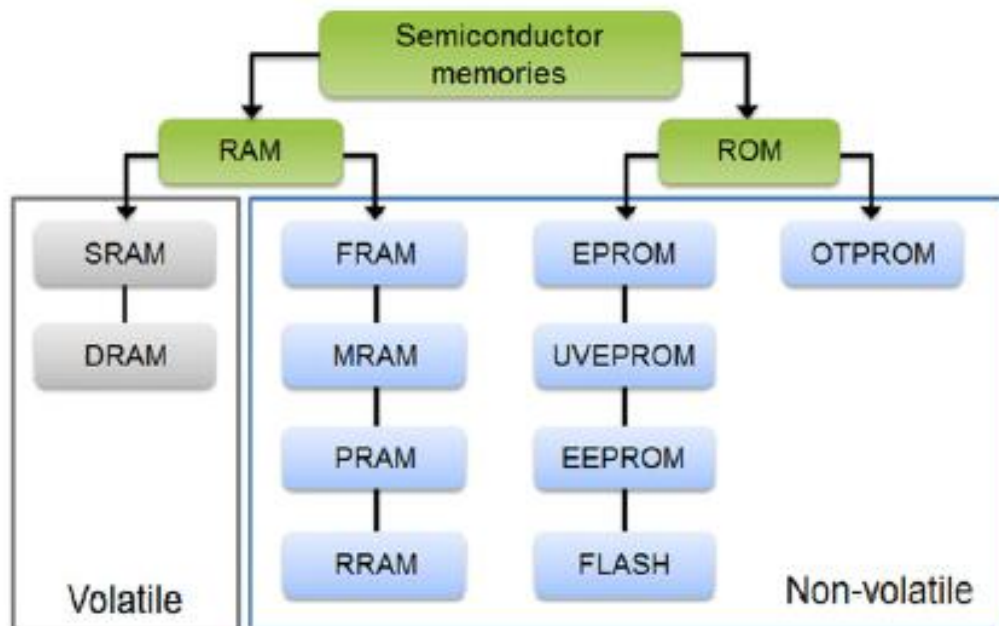 Semiconductor
memories
RAM
ROM
SRAM
FRAM
EPROM
OTPROM
DRAM
MRAM
UVEPROM
PRAM
EEPROM
RRAM
FLASH
Volatile
Non-volatile